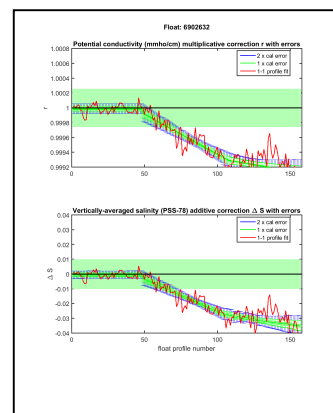 Float: 6902632
Potential conductivity (mmho/cm) multiplicative correction r with errors
1.0008
1.0006
1.0004
1.0002
1
0.9998
0.9996
0.9994
0.9992
r
2 x cal error
1 x cal error
1-1 profile fit
0 50 100 150
Vertically-averaged salinity (PSS-78) additive correction Δ S with errors
0.04
0.03
0.02
0.01
0
-0.01
-0.02
-0.03
-0.04
Δ S
2 x cal error
1 x cal error
1-1 profile fit
0 50 100 150
float profile number